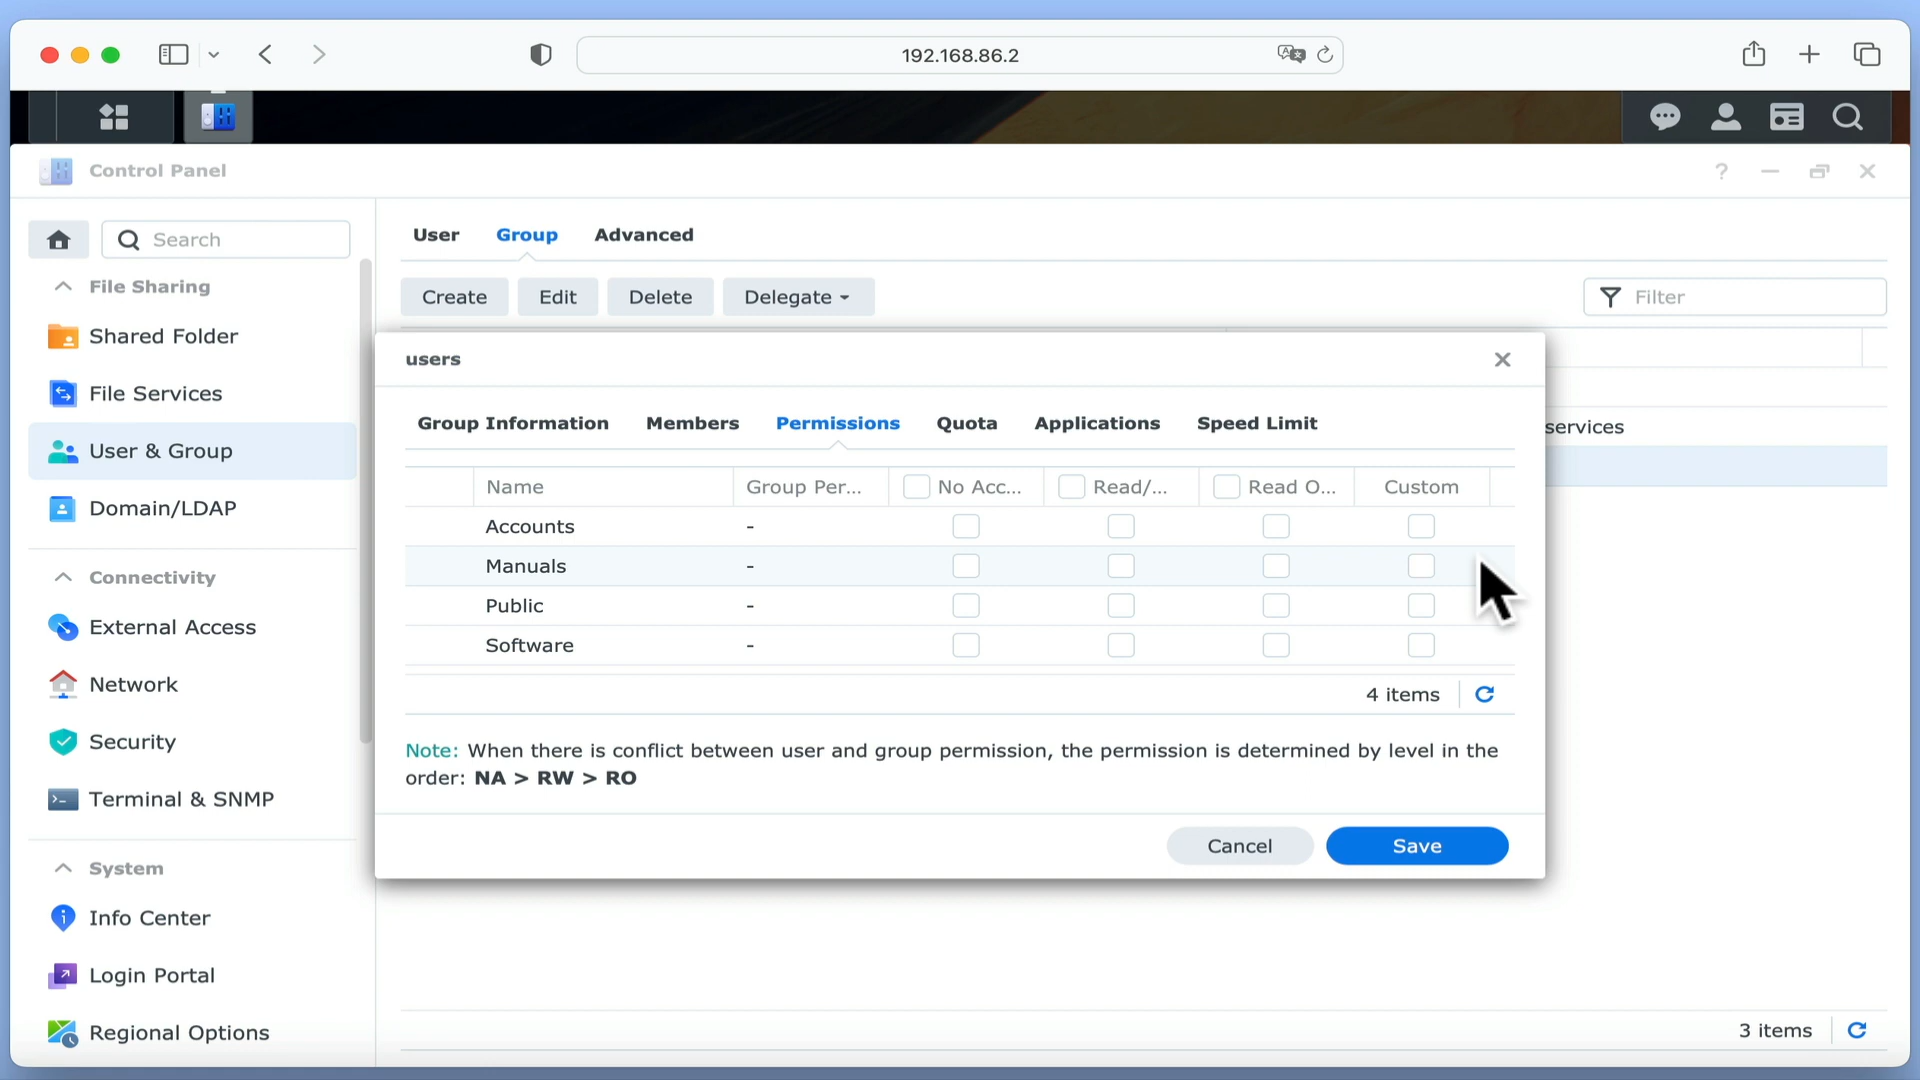 192.168.86.2
Control Panel
Search
File Sharing
Shared Folder
File Services
User & Group
Domain/LDAP
Connectivity
External Access
Network
Security
Terminal & SNMP
System
Info Center
Login Portal
Regional Options
User Group Advanced
Create Edit Delete Delegate
Filter
services
users
Group Information Members Permissions Quota Applications Speed Limit
Name Group Per... No Acc... Read/... Read O... Custom
Accounts -
Manuals -
Public -
Software -
4 items
Note: When there is conflict between user and group permission, the permission is determined by level in the
order: NA > RW > RO
Cancel Save
3 items